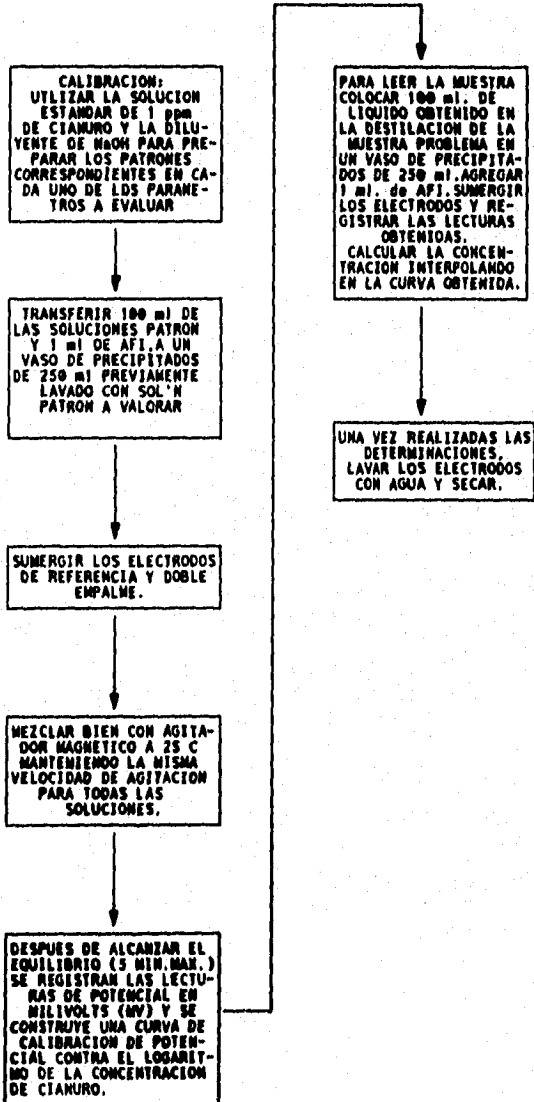 CALIBRACION:
UTILIZAR LA SOLUCION
ESTANDAR DE 1 ppm
DE CIANURO Y LA DILU-
YENTE DE NaOH PARA PRE-
PARAR LOS PATRONES
CORRESPONDIENTES EN CA-
DA UNO DE LOS PARAME-
TROS A EVALUAR
TRANSFERIR 100 ml DE
LAS SOLUCIONES PATRON
Y 1 ml DE AFI.A UN
VASO DE PRECIPITADOS
DE 250 ml PREVIAMENTE
LAVADO CON SOL'N
PATRON A VALORAR
SUMERGIR LOS ELECTRODOS
DE REFERENCIA Y DOBLE
EMPALME.
MEZCLAR BIEN CON AGITA-
DOR MAGNETICO A 25 C
MANTENIENDO LA MISMA
VELOCIDAD DE AGITACION
PARA TODAS LAS
SOLUCIONES.
DESPUES DE ALCANZAR EL
EQUILIBRIO (5 MIN.MAX.)
SE REGISTRAN LAS LECTU-
RAS DE POTENCIAL EN
MILIVOLTS (MV) Y SE
CONSTRUYE UNA CURVA DE
CALIBRACION DE POTEN-
CIAL CONTRA EL LOGARIT-
MO DE LA CONCENTRACION
DE CIANURO.
PARA LEER LA MUESTRA
COLOCAR 100 ml. DE
LIQUIDO OBTENIDO EN
LA DESTILACION DE LA
MUESTRA PROBLEMA EN
UN VASO DE PRECIPITA-
DOS DE 250 ml.AGREGAR
1 ml. de AFI.SUMERGIR
LOS ELECTRODOS Y RE-
GISTRAR LAS LECTURAS
OBTENIDAS.
CALCULAR LA CONCEN-
TRACION INTERPOLANDO
EN LA CURVA OBTENIDA.
UNA VEZ REALIZADAS LAS
DETERMINACIONES,
LAVAR LOS ELECTRODOS
CON AGUA Y SECAR.